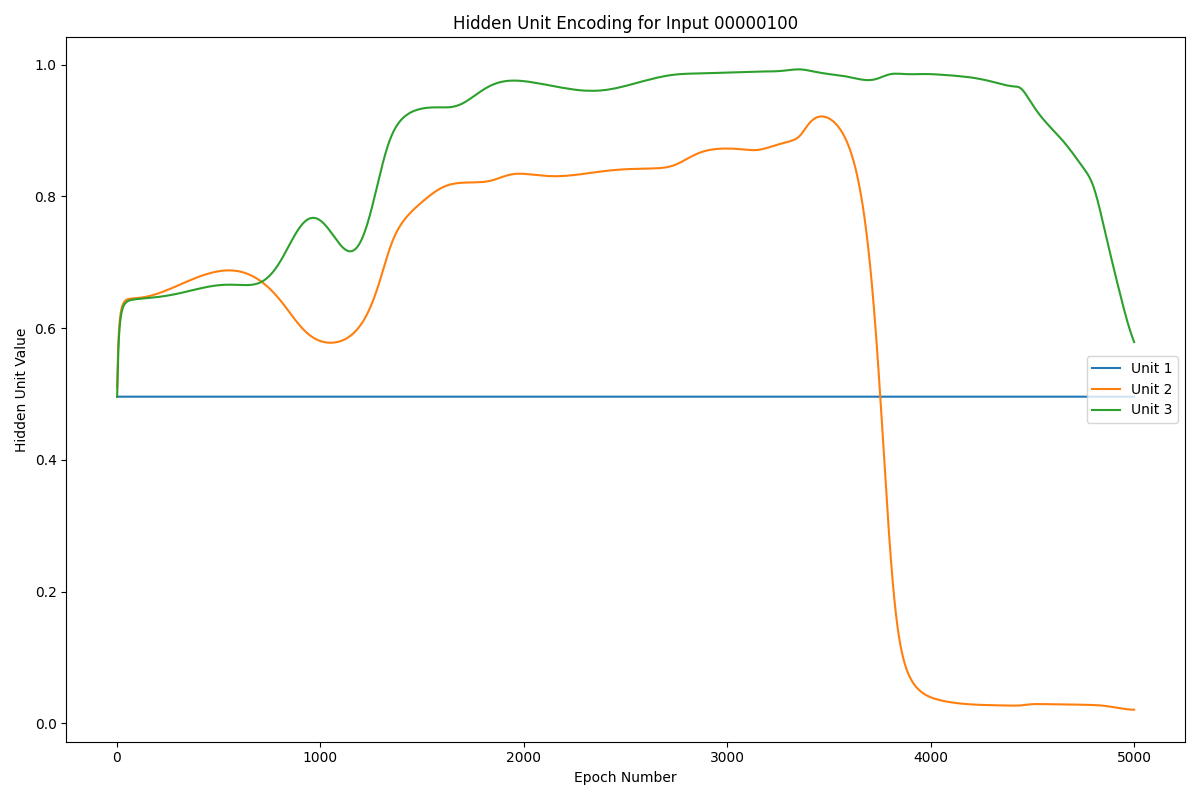 Hidden Unit Encoding for Input 00000100
Hidden Unit Value
1.0
0.8
0.6
0.4
0.2
0.0
Unit 1
Unit 2
Unit 3
0 1000 2000 3000 4000 5000
Epoch Number